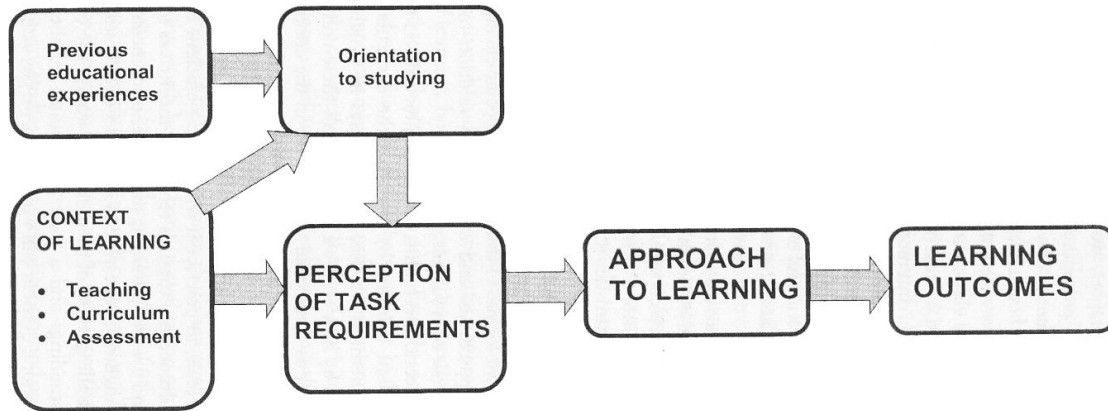 Previous
educational
experiences
Orientation
to studying
CONTEXT
OF LEARNING
• Teaching
• Curriculum
• Assessment
PERCEPTION
OF TASK
REQUIREMENTS
APPROACH
TO LEARNING
LEARNING
OUTCOMES